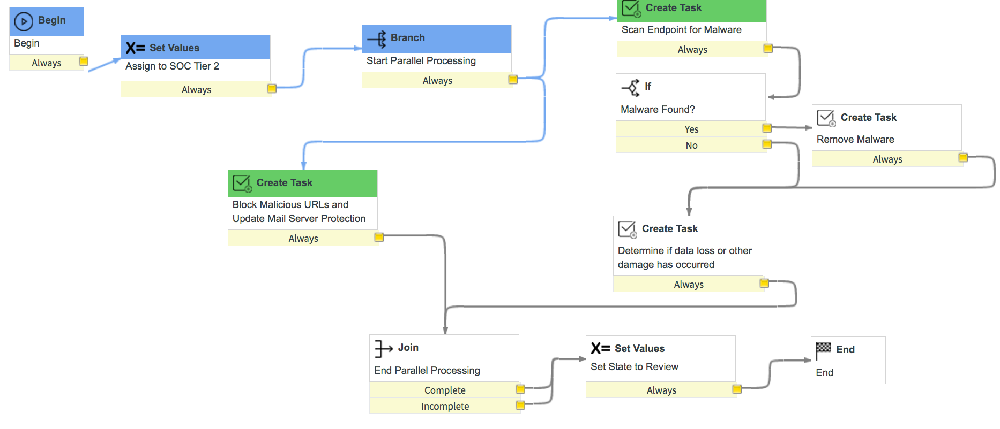 Begin
Begin
Always
X= Set Values
Assign to SOC Tier 2
Always
Branch
Start Parallel Processing
Always
Create Task
Scan Endpoint for Malware
Always
If
Malware Found?
Yes
No
Create Task
Remove Malware
Always
Create Task
Block Malicious URLs and
Update Mail Server Protection
Always
Create Task
Determine if data loss or other
damage has occurred
Always
Join
End Parallel Processing
Complete
Incomplete
X= Set Values
Set State to Review
Always
End
End